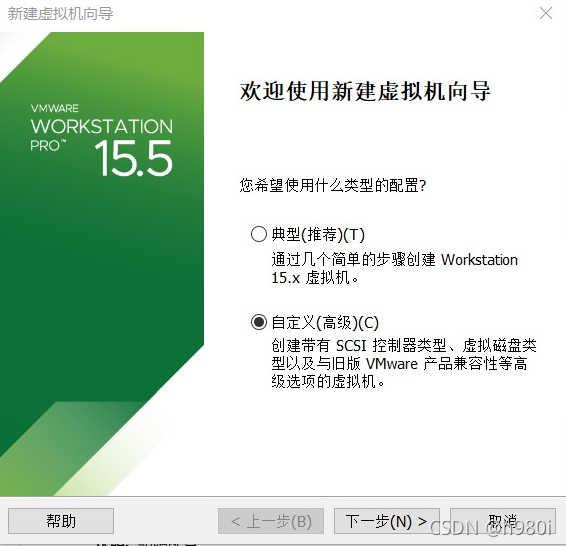 新建虚拟机向导
VMWARE
WORKSTATION
PRO™
15.5
欢迎使用新建虚拟机向导
您希望使用什么类型的配置?
典型(推荐)(T)
通过几个简单的步骤创建 Workstation
15.x 虚拟机。
自定义(高级)(C)
创建带有 SCSI 控制器类型、虚拟磁盘类
型以及与旧版 VMware 产品兼容性等高
级选项的虚拟机。
帮助
< 上一步(B)
下一步(N) >
取消
CSDN @h980i